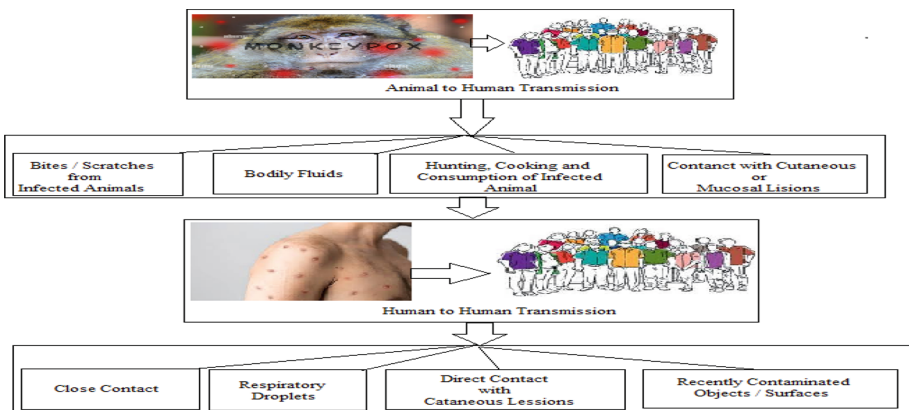 MONKEYPOX
Animal to Human Transmission
Bites / Scratches
from
Infected Animals
Bodily Fluids
Hunting, Cooking and
Consumption of Infected
Animal
Contanct with Cutaneous
or
Mucosal Lisions
Human to Human Transmission
Close Contact
Respiratory
Droplets
Direct Contact
with
Cataneous Lessions
Recently Contaminated
Objects / Surfaces